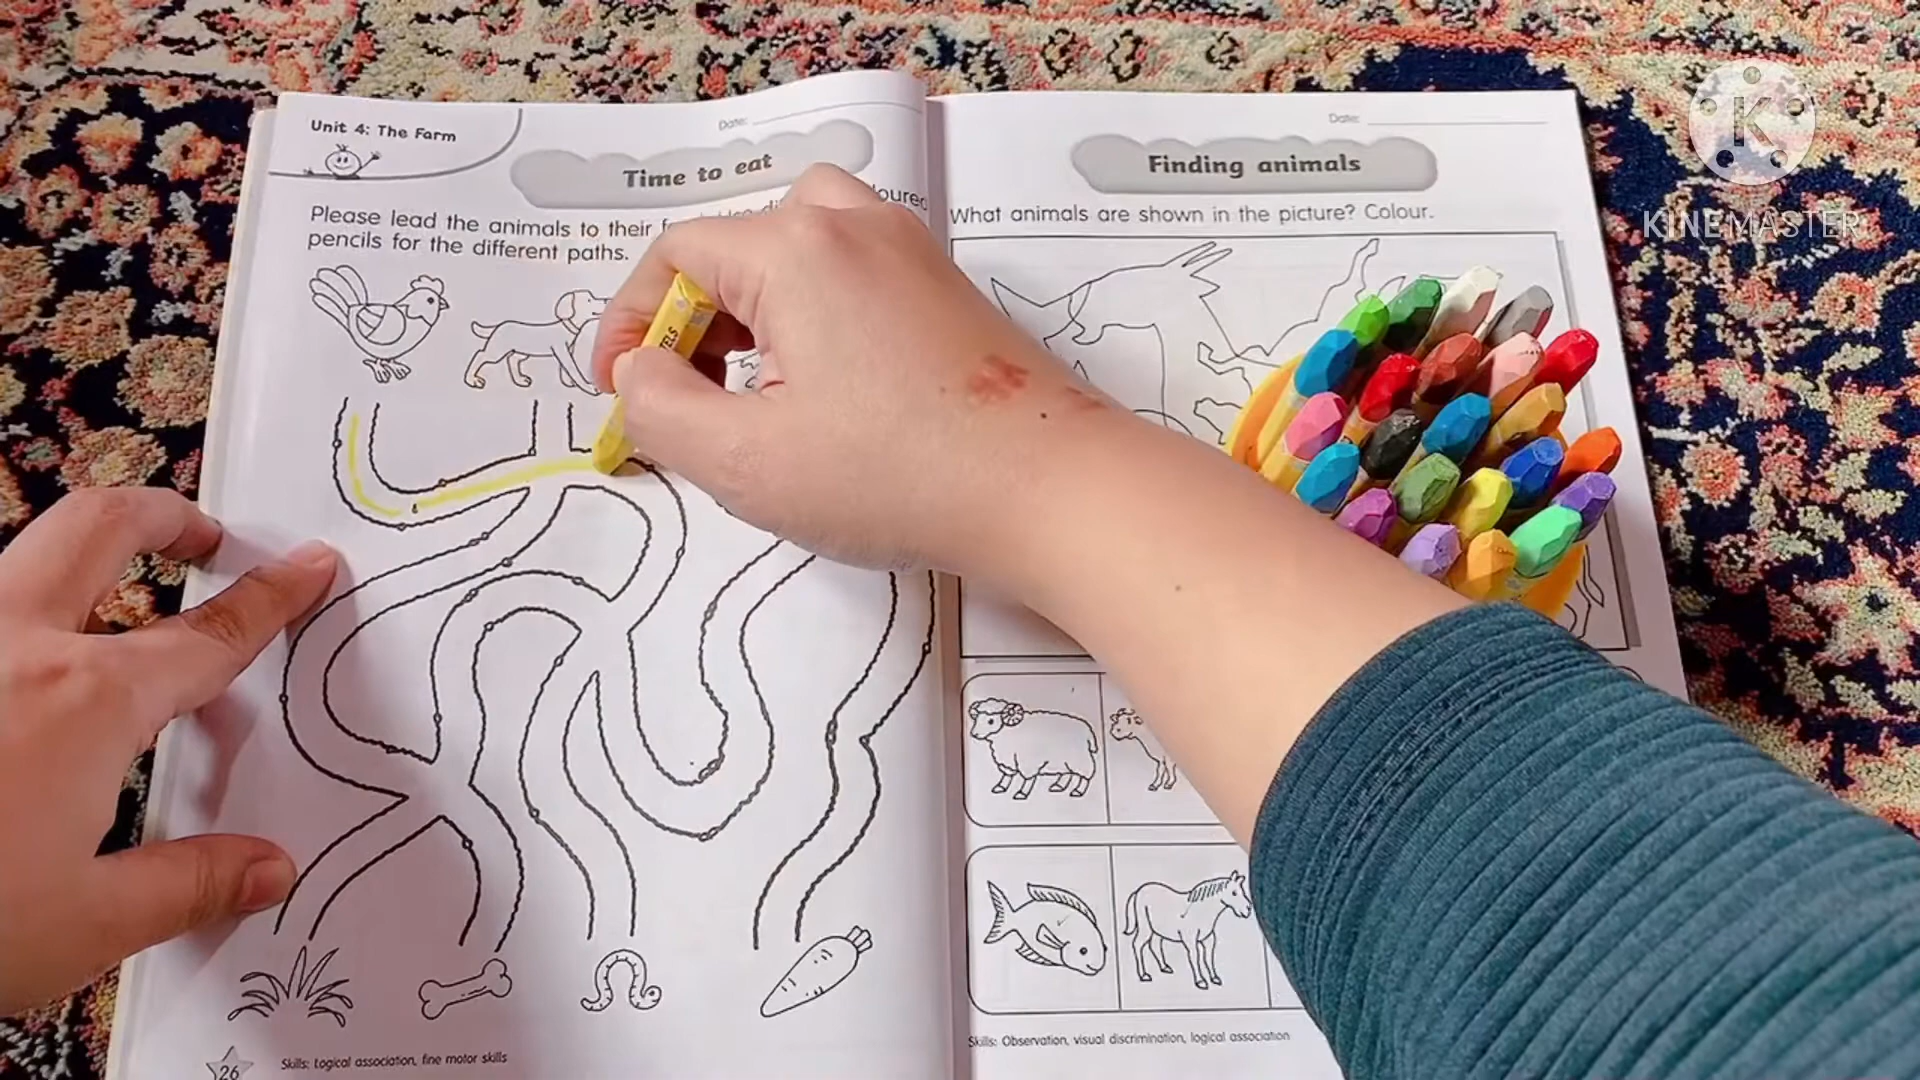 Unit 4: The Farm
Date:
Time to eat
Please lead the animals to their
pencils for the different paths.
26
Skills: Logical association, fine motor skills
Date:
Finding animals
What animals are shown in the picture? Colour.
Skills: Observation, visual discrimination, logical association
K
KINEMASTER